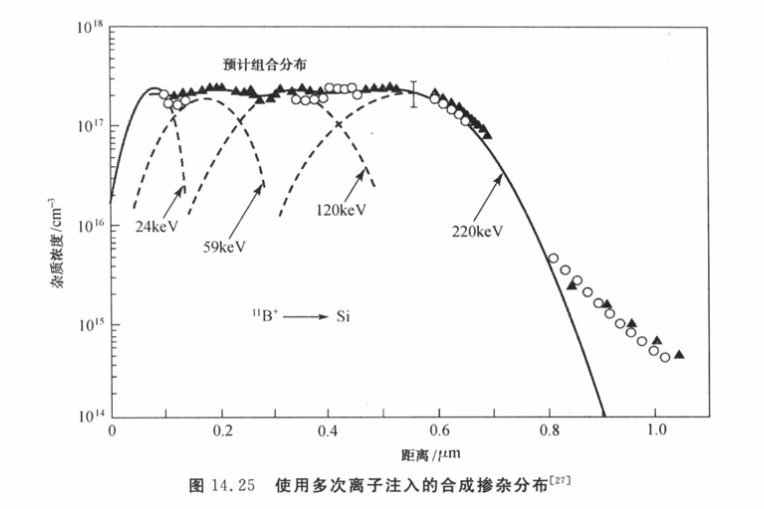 10¹⁸
预计组合分布
10¹⁷
10¹⁶
24keV
59keV
120keV
220keV
杂质浓度/cm⁻³
¹¹B⁺ ⟶ Si
10¹⁵
10¹⁴
0 0.2 0.4 0.6 0.8 1.0
距离/μm
图 14.25 使用多次离子注入的合成掺杂分布[27]